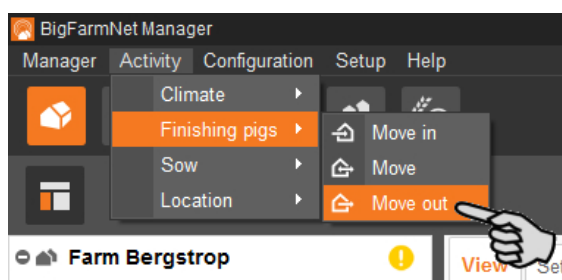 BigFarmNet Manager
Manager Activity Configuration Setup Help
Climate
Finishing pigs
Move in
Sow
Move
Location
Move out
Farm Bergstrop
View